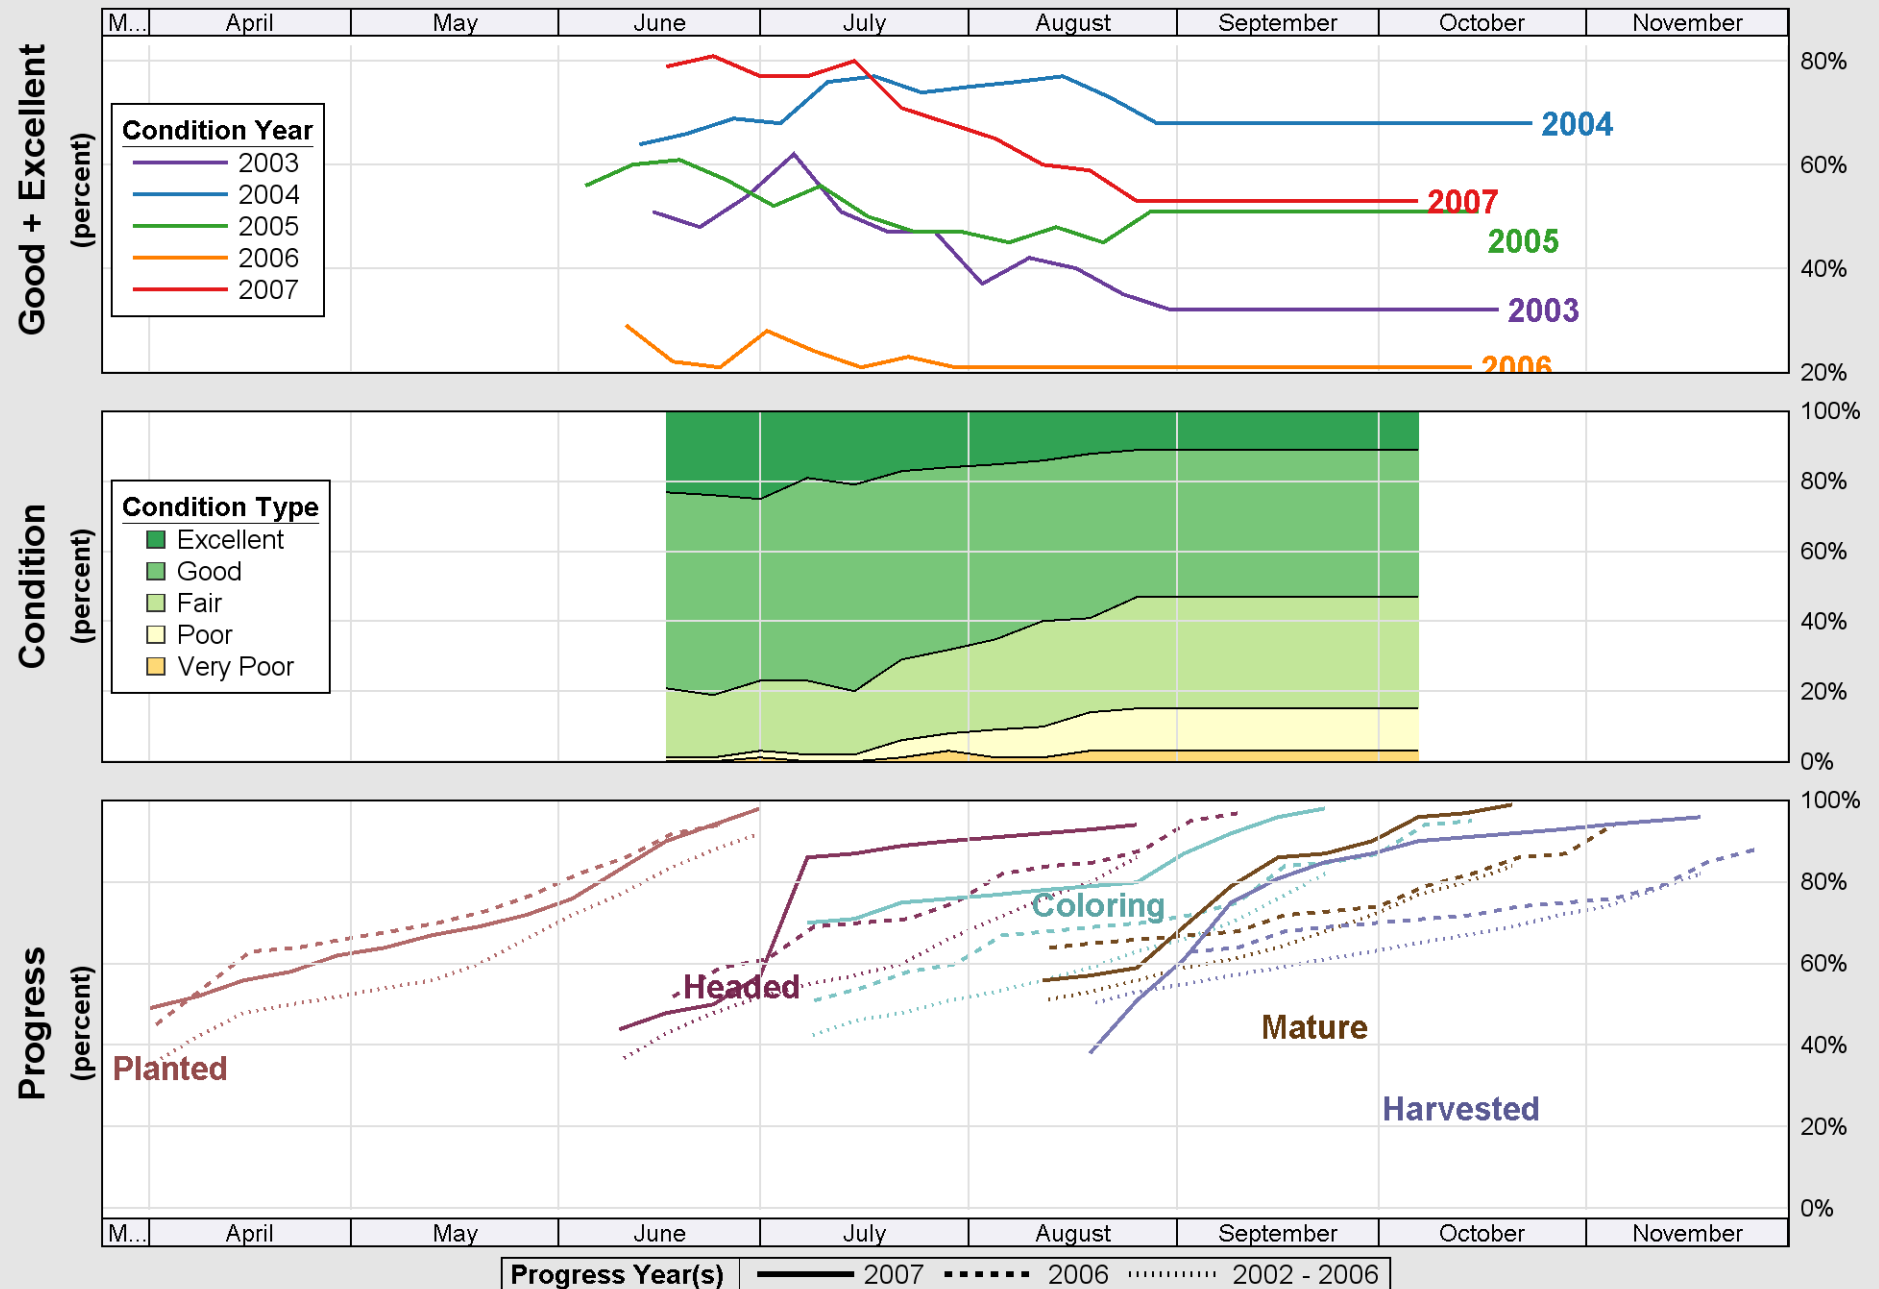 M... April May June July August September October November
Good + Excellent
(percent)
80%
60%
40%
20%
Condition Year
2003
2004
2005
2006
2007
2004
2007
2005
2003
2006
Condition
(percent)
100%
80%
60%
40%
20%
0%
Condition Type
Excellent
Good
Fair
Poor
Very Poor
Progress
(percent)
100%
80%
60%
40%
20%
0%
Coloring
Headed
Mature
Planted
Harvested
M... April May June July August September October November
Progress Year(s) 2007 2006 2002 - 2006